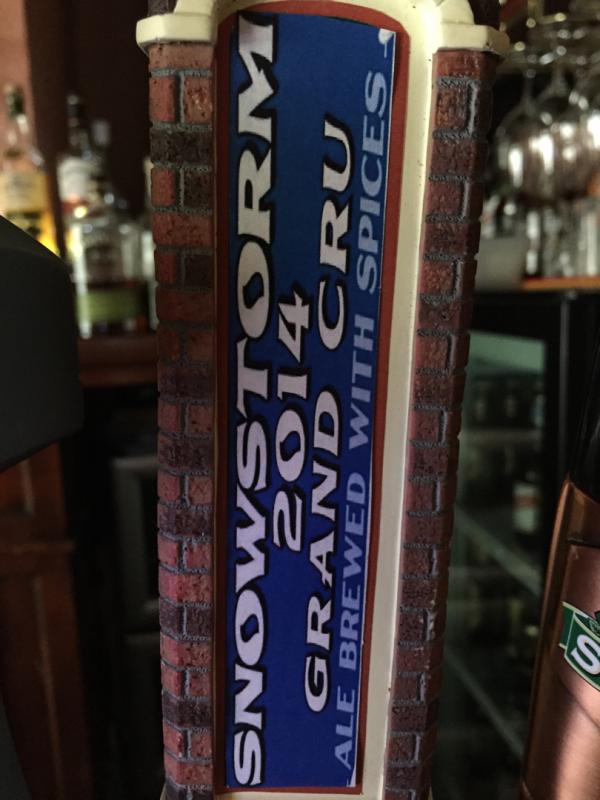 SNOWSTORM
2014
GRAND CRU
ALE BREWED WITH SPICES
S